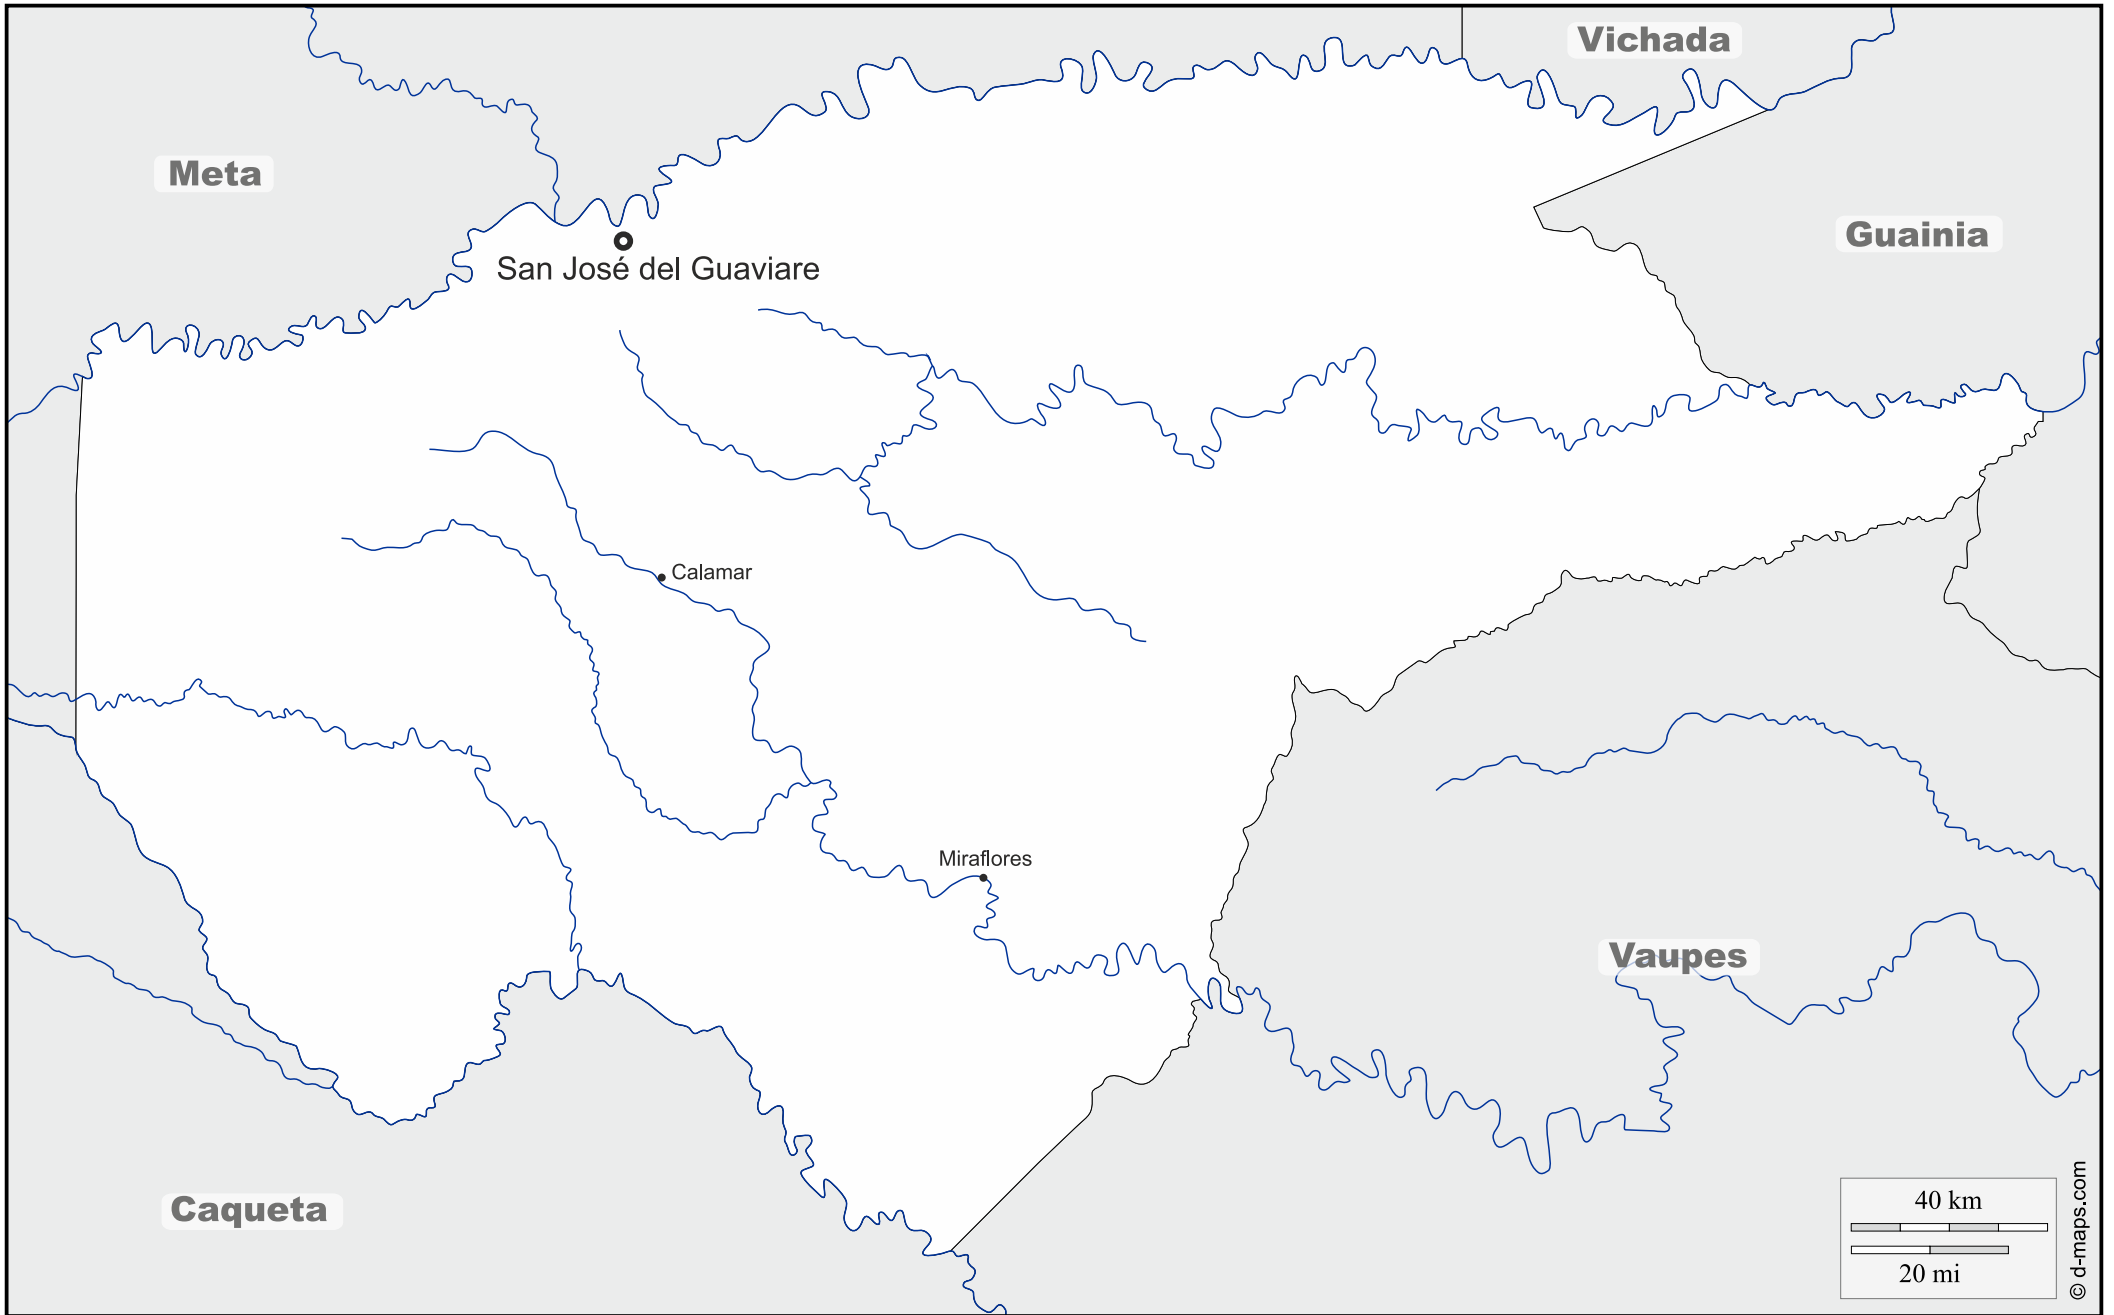 Vichada
Meta
Guainia
San José del Guaviare
Calamar
Miraflores
Vaupes
Caqueta
40 km
20 mi
© d-maps.com